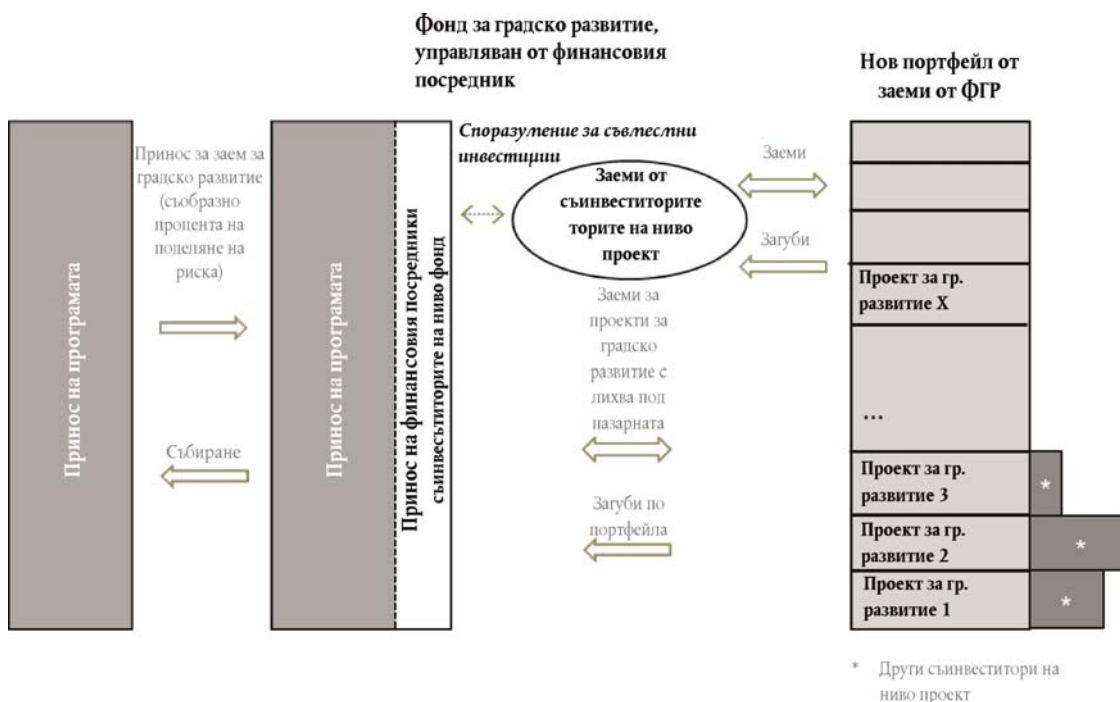 Фонд за градско развитие,
управляван от финансовия
посредник
Нов портфейл от
заеми от ФГР
Принос на програмата
Принос за заем за
градско развитие
(съобразно
процента на
поделяне на
риска)
Събиране
Принос на програмата
Принос на финансовия посредники
съинвесътиторите на ниво фонд
Споразумение за съвместни
инвестиции
Заеми от
съинвеститорите
торите на ниво
проект
Заеми
Загуби
Заеми за
проекти за
градско
развитие с
лихва под
пазарната
Загуби по
портфейла
Проект за гр.
развитие X
...
Проект за гр.
развитие 3
*
Проект за гр.
развитие 2
*
Проект за гр.
развитие 1
*
* Други съинвеститори на
ниво проект